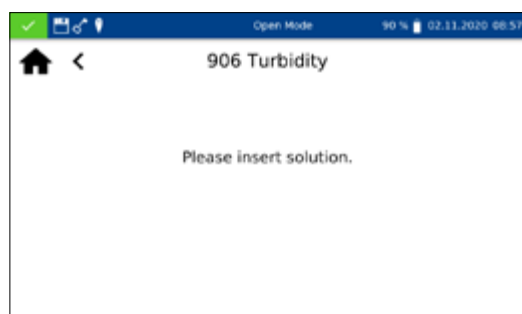 Open Mode 90 % 02.11.2020 08:57
906 Turbidity
Please insert solution.